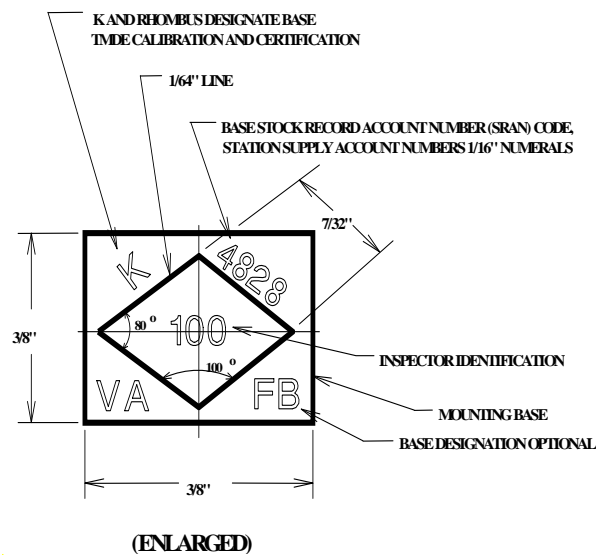 K AND RHOMBUS DESIGNATE BASE
TMDE CALIBRATION AND CERTIFICATION
1/64" LINE
BASE STOCK RECORD ACCOUNT NUMBER (SRAN) CODE,
STATION SUPPLY ACCOUNT NUMBERS 1/16" NUMERALS
7/32"
K
4828
3/8"
80 °
100
100 °
INSPECTOR IDENTIFICATION
VA
FB
MOUNTING BASE
BASE DESIGNATION OPTIONAL
3/8"
(ENLARGED)